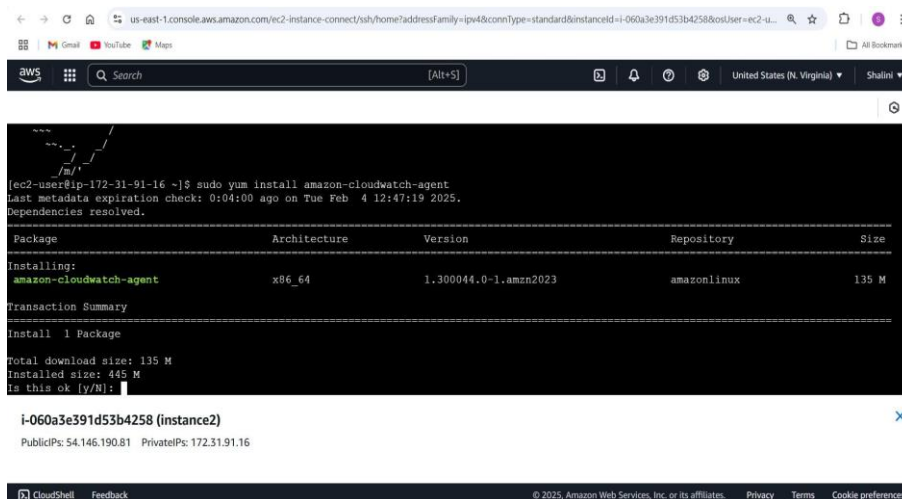 us-east-1.console.aws.amazon.com/ec2-instance-connect/ssh/home?addressFamily=ipv4&connType=standard&instanceId=i-060a3e391d53b4258&osUser=ec2-u...
Gmail YouTube Maps All Bookmark
aws Search [Alt+S] United States (N. Virginia) Shalini
~~~ /
~~._. _/
_/ _/
_/m/'
[ec2-user@ip-172-31-91-16 ~]$ sudo yum install amazon-cloudwatch-agent
Last metadata expiration check: 0:04:00 ago on Tue Feb 4 12:47:19 2025.
Dependencies resolved.
Package Architecture Version Repository Size
Installing:
amazon-cloudwatch-agent x86_64 1.300044.0-1.amzn2023 amazonlinux 135 M
Transaction Summary
Install 1 Package
Total download size: 135 M
Installed size: 445 M
Is this ok [y/N]:
i-060a3e391d53b4258 (instance2)
PublicIPs: 54.146.190.81 PrivateIPs: 172.31.91.16
CloudShell Feedback © 2025, Amazon Web Services, Inc. or its affiliates. Privacy Terms Cookie preference